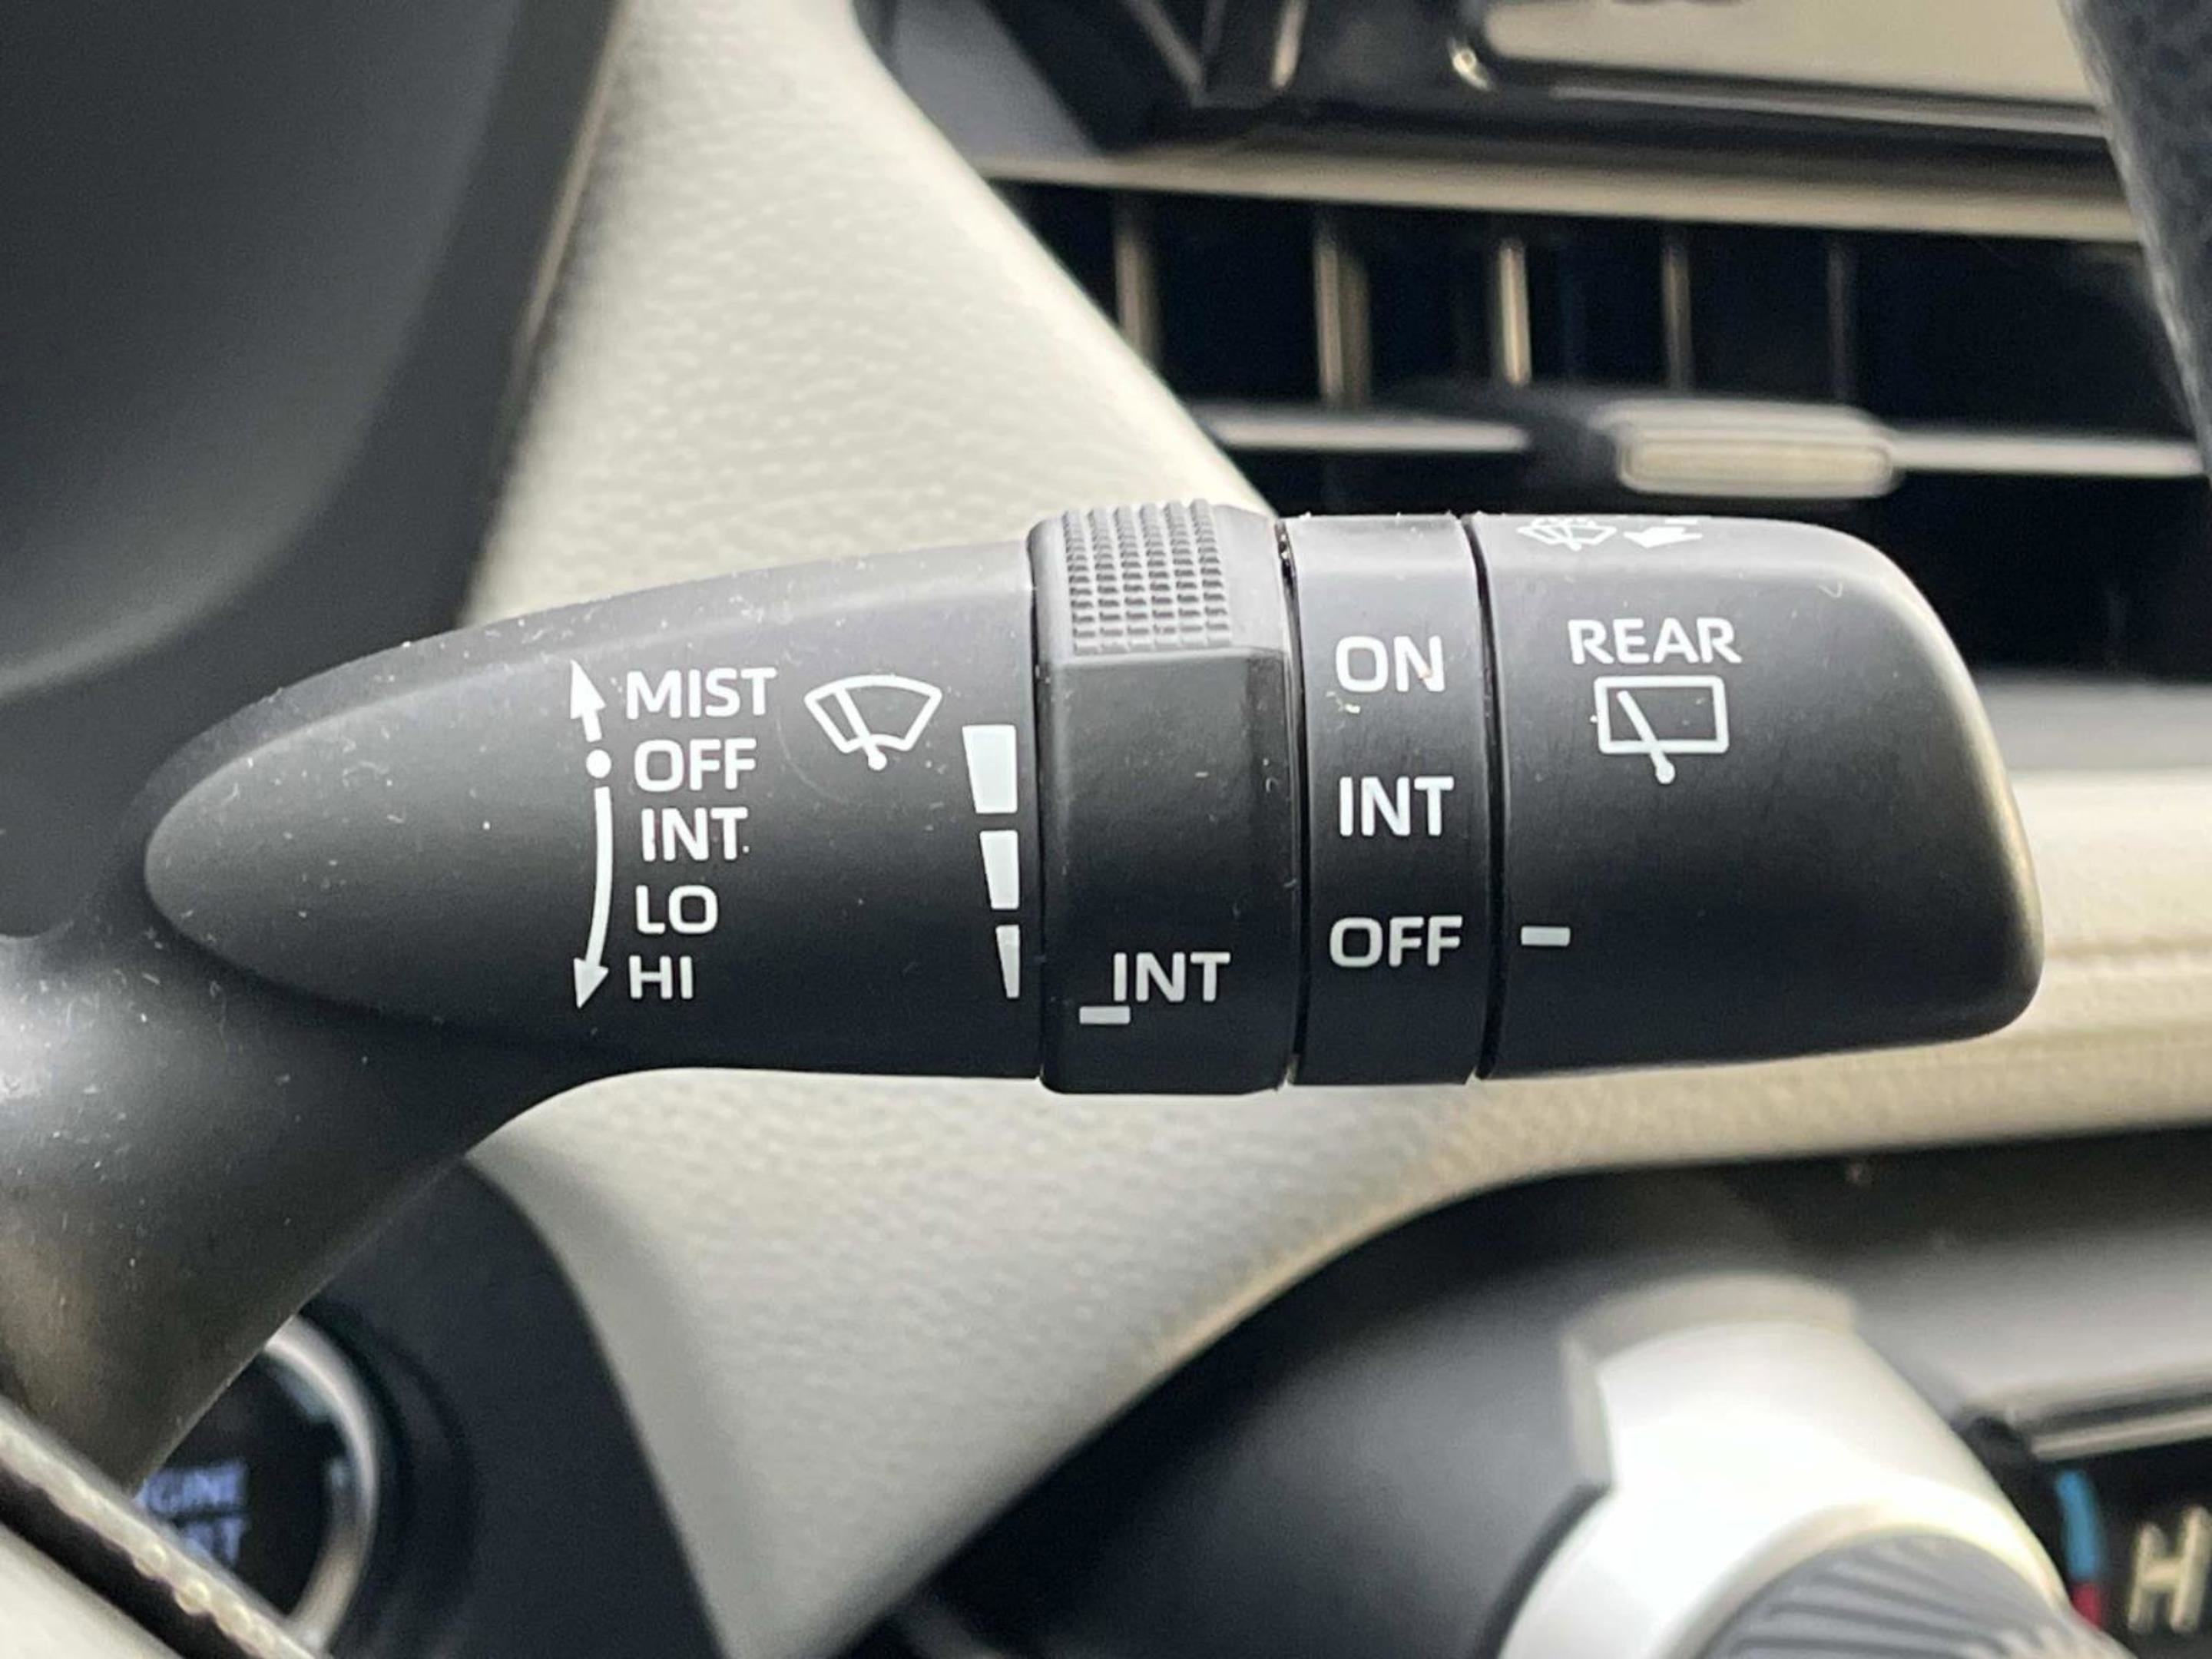 MIST
OFF
INT
LO
HI
INT
ON
INT
OFF
REAR
H